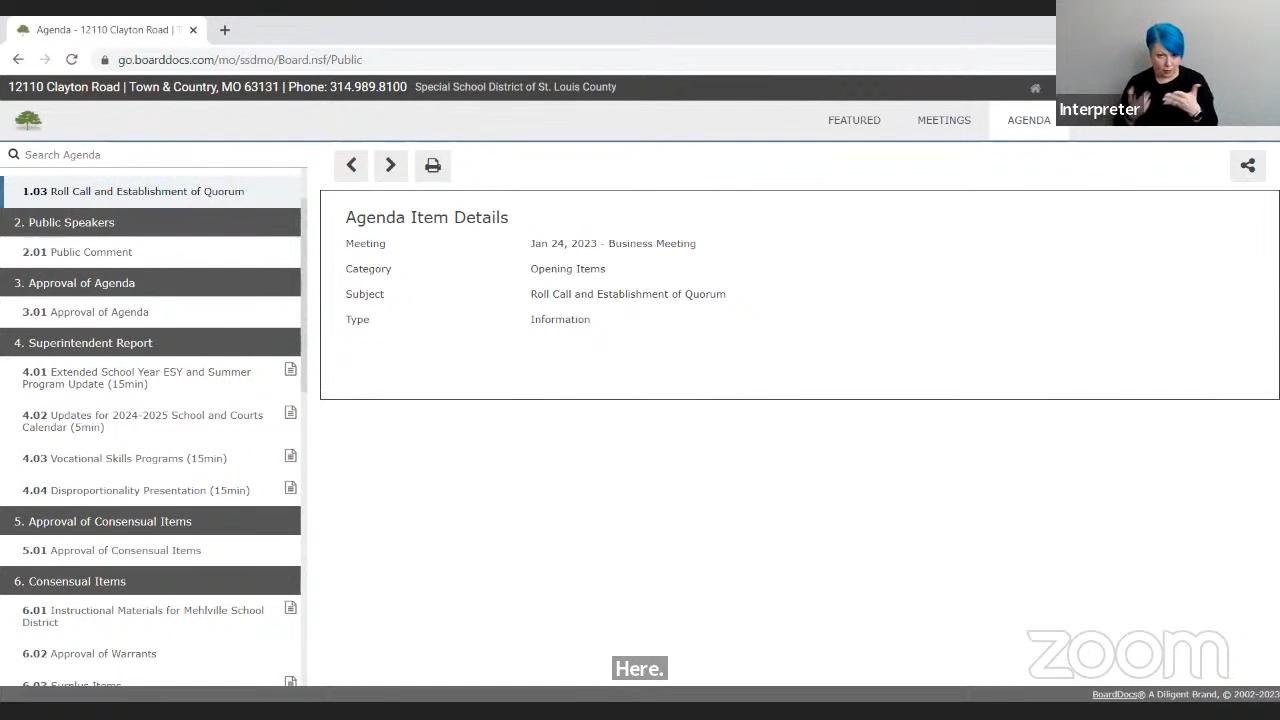 Agenda - 12110 Clayton Road |
go.boarddocs.com/mo/ssdmo/Board.nsf/Public
12110 Clayton Road | Town & Country, MO 63131 | Phone: 314.989.8100 Special School District of St. Louis County
Interpreter
FEATURED MEETINGS AGENDA
Search Agenda
1.03 Roll Call and Establishment of Quorum
2. Public Speakers
2.01 Public Comment
3. Approval of Agenda
3.01 Approval of Agenda
4. Superintendent Report
4.01 Extended School Year ESY and Summer
Program Update (15min)
4.02 Updates for 2024-2025 School and Courts
Calendar (5min)
4.03 Vocational Skills Programs (15min)
4.04 Disproportionality Presentation (15min)
5. Approval of Consensual Items
5.01 Approval of Consensual Items
6. Consensual Items
6.01 Instructional Materials for Mehlville School
District
6.02 Approval of Warrants
6.03 Surplus Items
Agenda Item Details
Meeting Jan 24, 2023 - Business Meeting
Category Opening Items
Subject Roll Call and Establishment of Quorum
Type Information
Here.
zoom
BoardDocs® A Diligent Brand, © 2002-2023